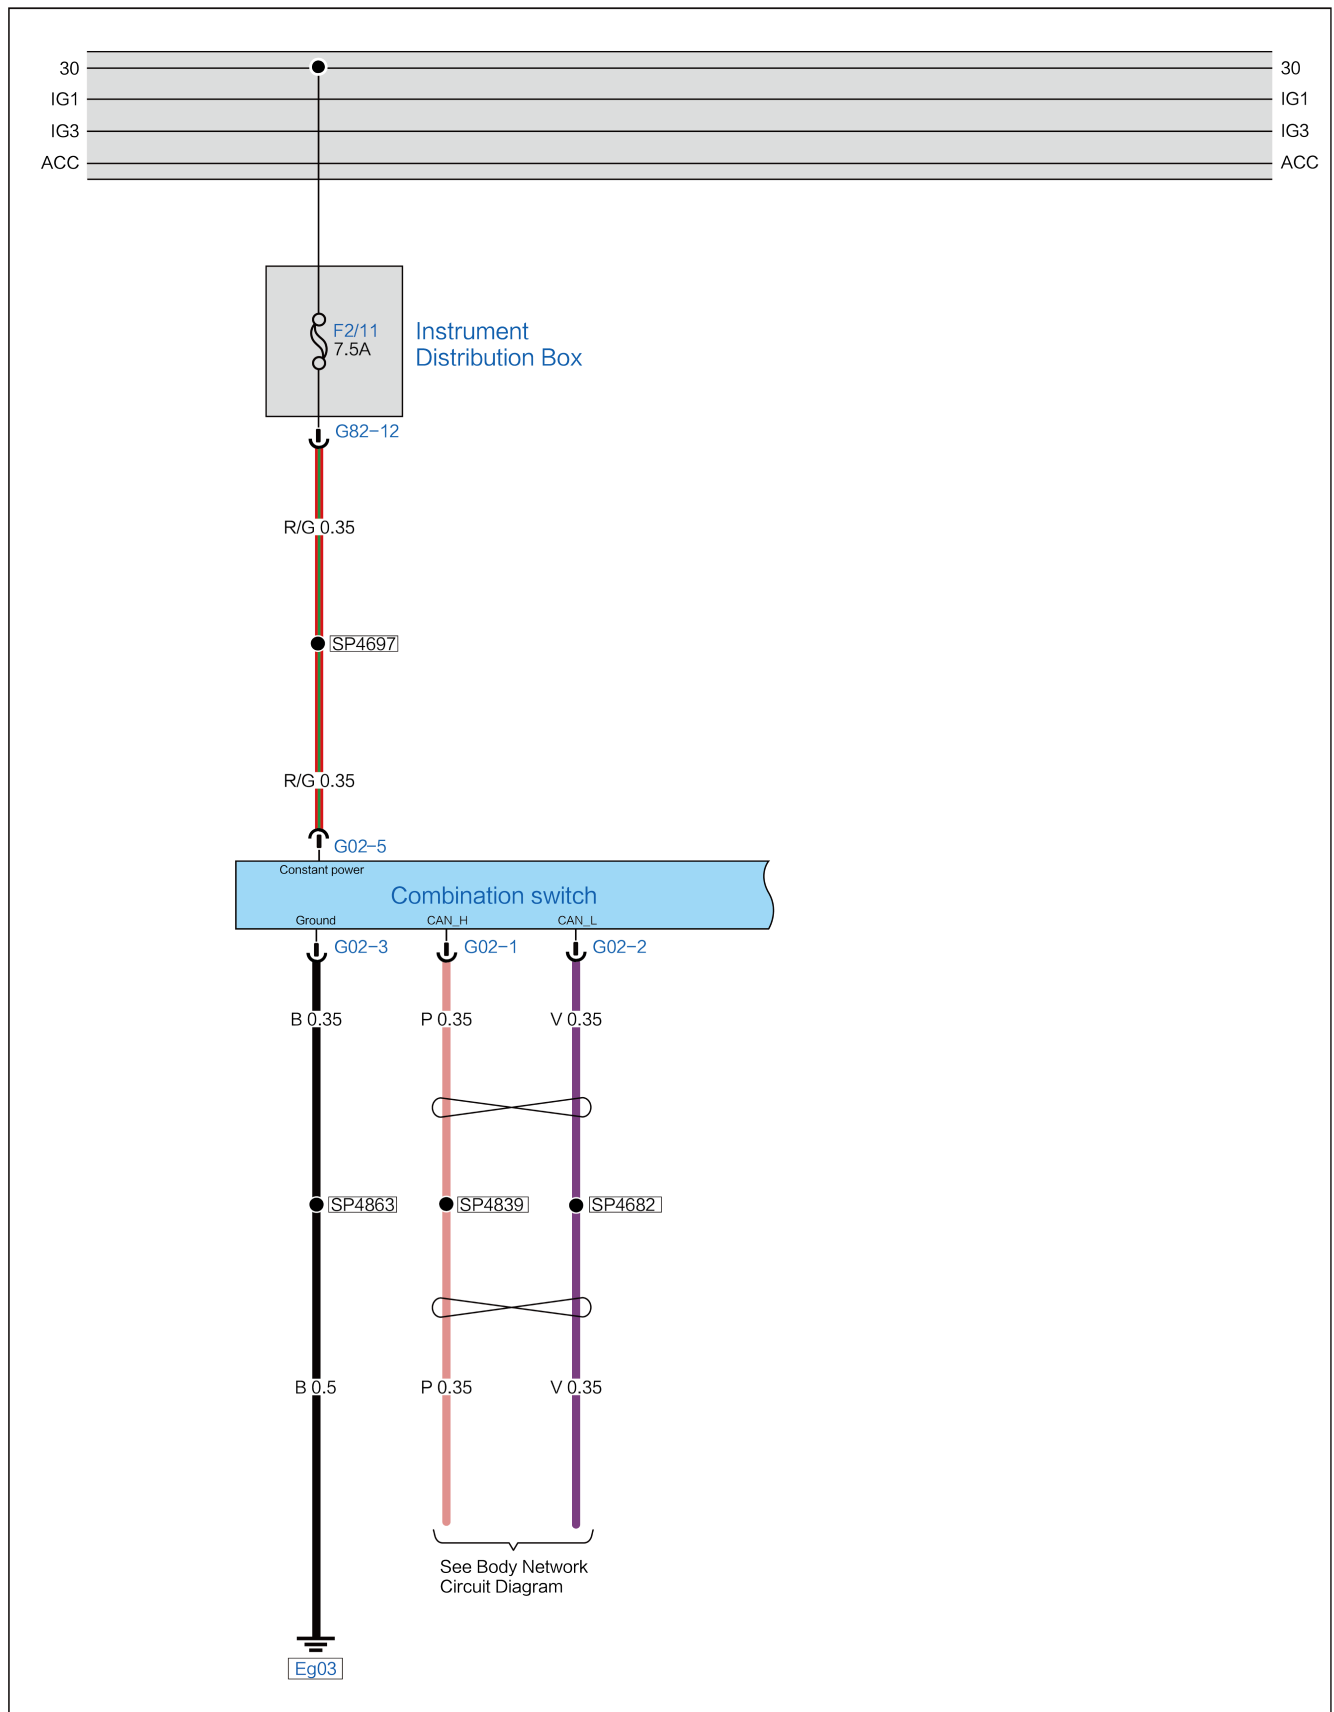 30
30
IG1
IG1
IG3
IG3
ACC
ACC
F2/11
7.5A
Instrument
Distribution Box
G82-12
R/G 0.35
SP4697
R/G 0.35
G02-5
Constant power
Combination switch
Ground
CAN_H
CAN_L
G02-3
G02-1
G02-2
B 0.35
P 0.35
V 0.35
SP4863
SP4839
SP4682
B 0.5
P 0.35
V 0.35
See Body Network
Circuit Diagram
Eg03